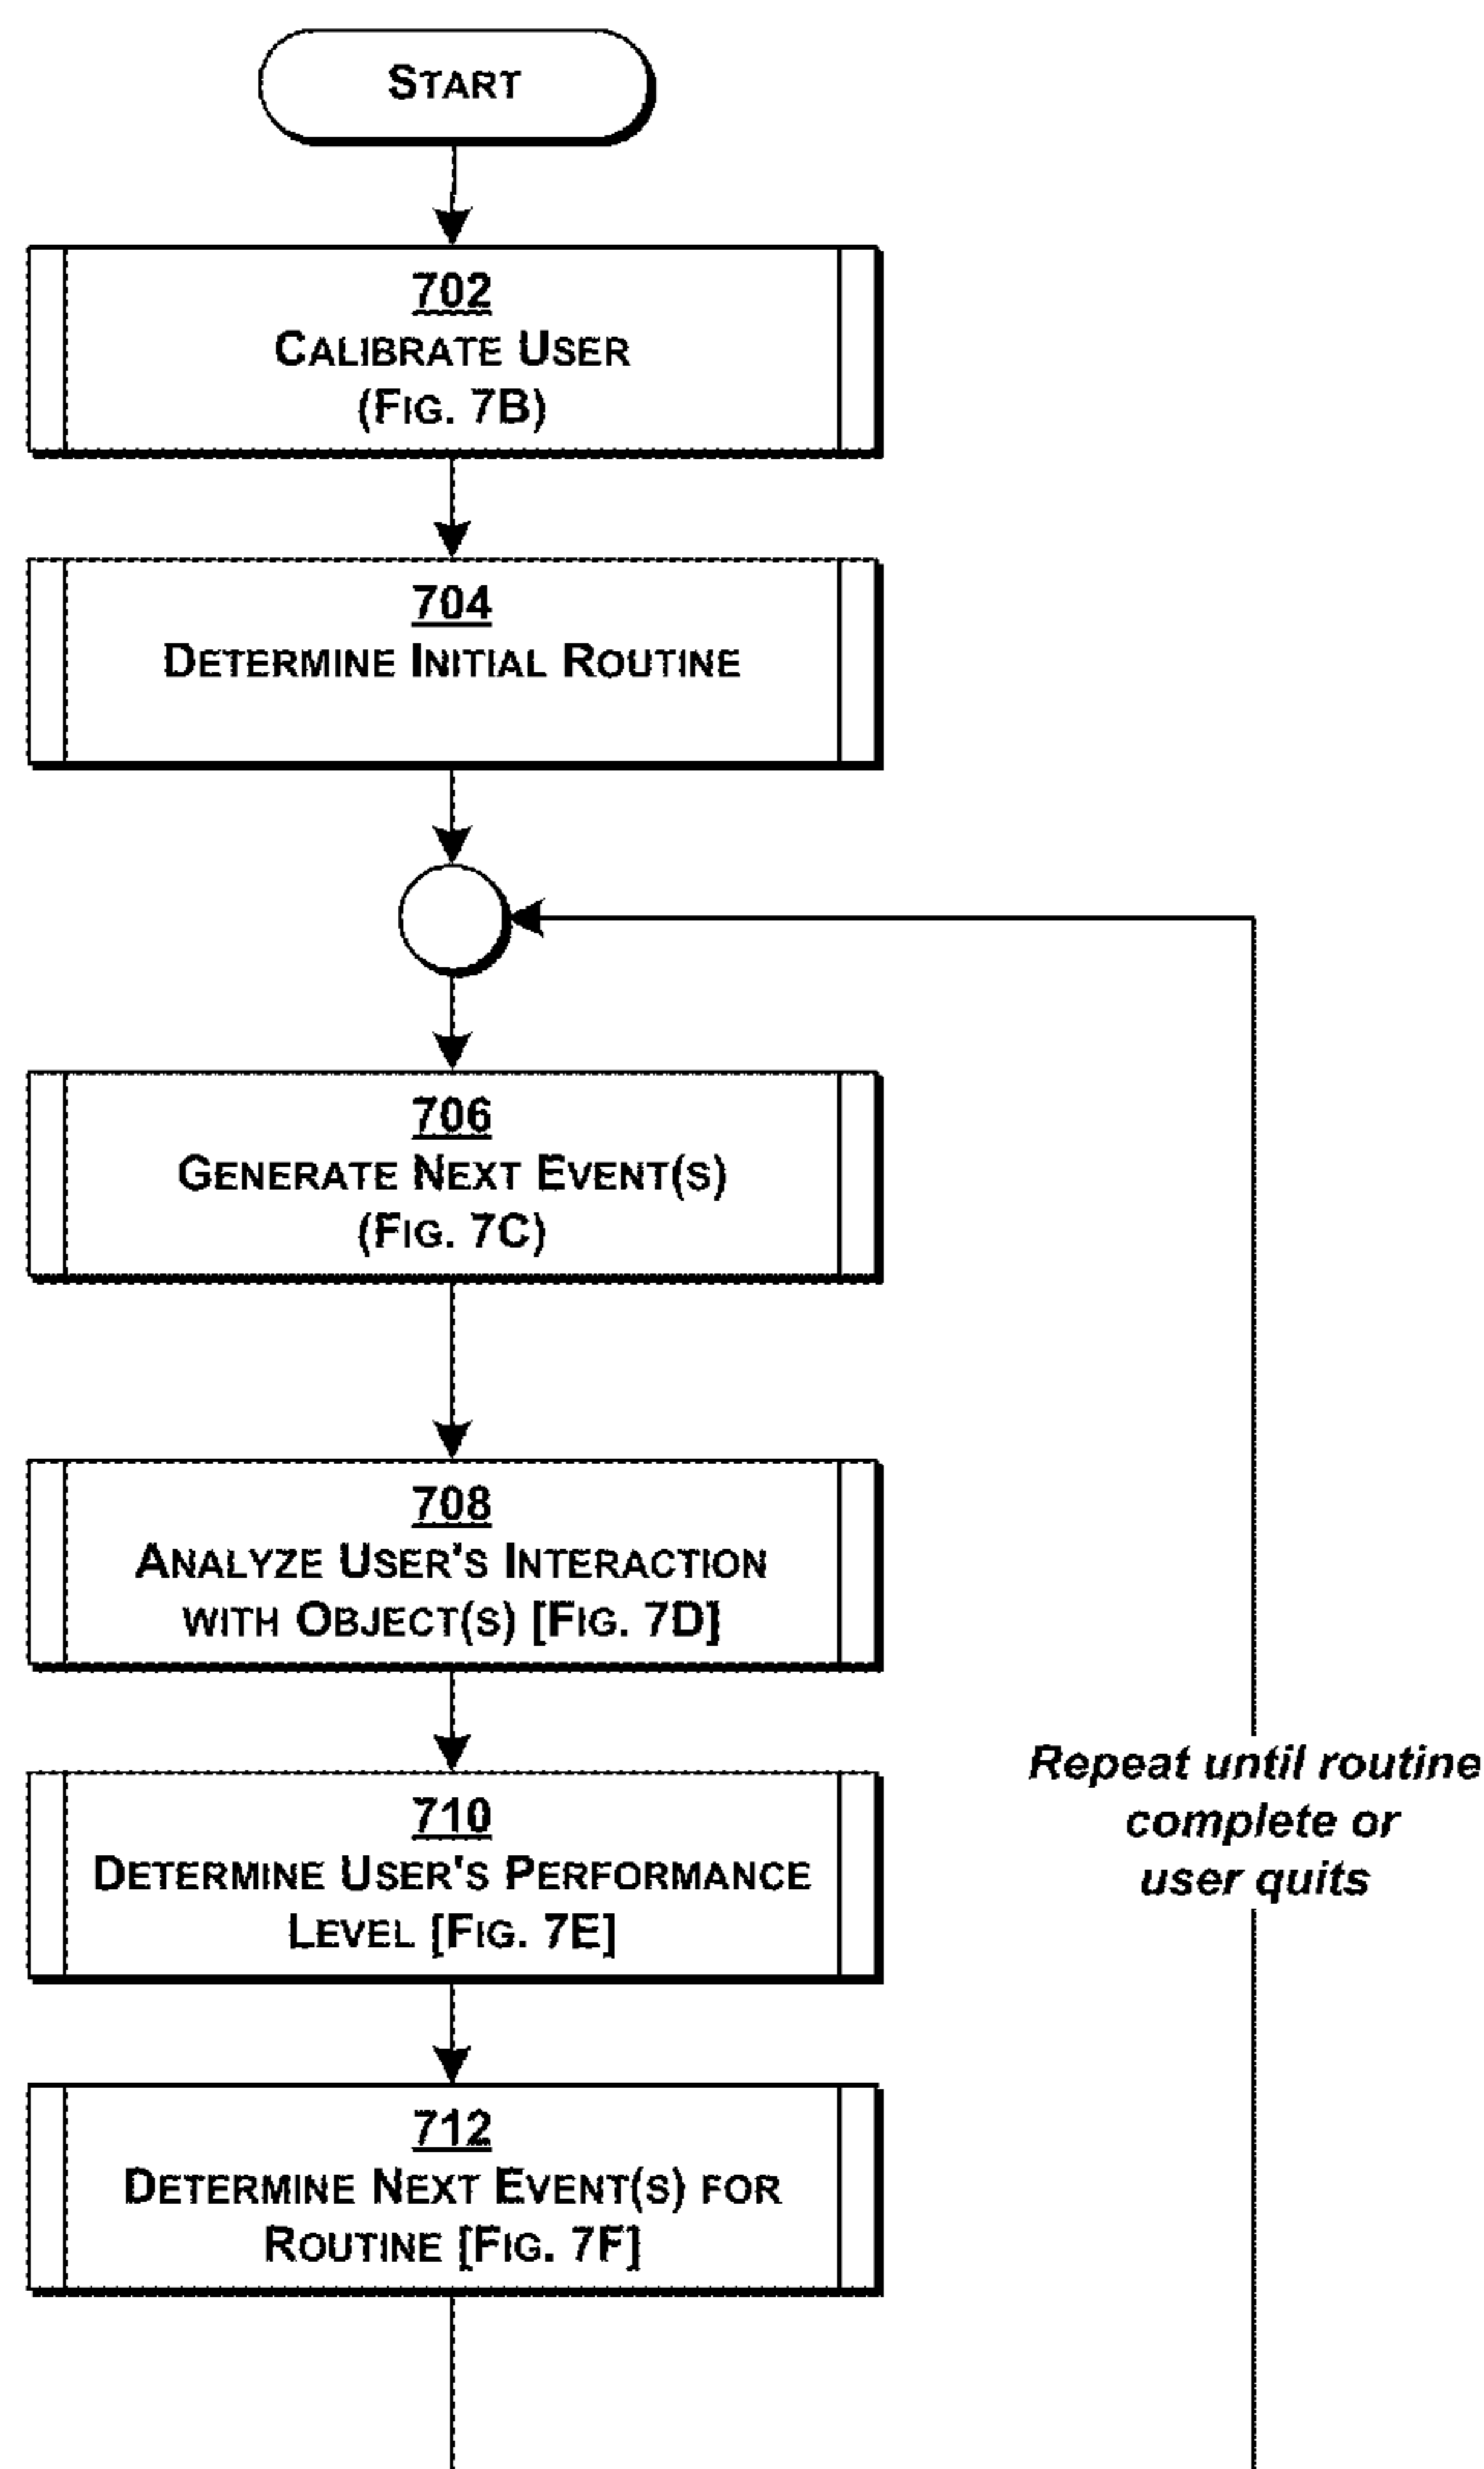 START
702
CALIBRATE USER
(FIG. 7B)
704
DETERMINE INITIAL ROUTINE
706
GENERATE NEXT EVENT(S)
(FIG. 7C)
708
ANALYZE USER'S INTERACTION
WITH OBJECT(S) [FIG. 7D]
710
DETERMINE USER'S PERFORMANCE
LEVEL [FIG. 7E]
712
DETERMINE NEXT EVENT(S) FOR
ROUTINE [FIG. 7F]
Repeat until routine
complete or
user quits